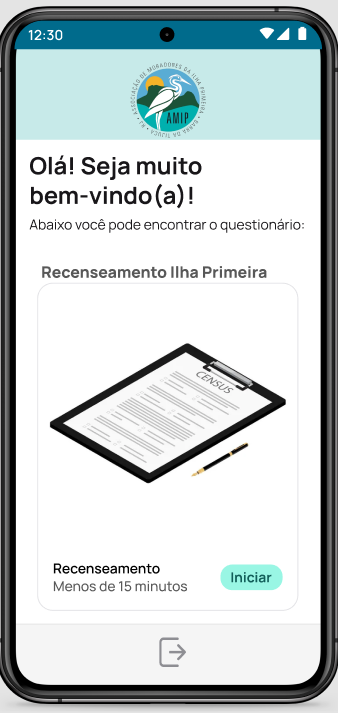 12:30
ASSOCIAÇÃO DE MORADORES DA ILHA PRIMEIRA • BARRA DA TIJUCA • RJ •
AMIP
Olá! Seja muito
bem-vindo(a)!
Abaixo você pode encontrar o questionário:
Recenseamento Ilha Primeira
CENSUS
Recenseamento
Menos de 15 minutos
Iniciar